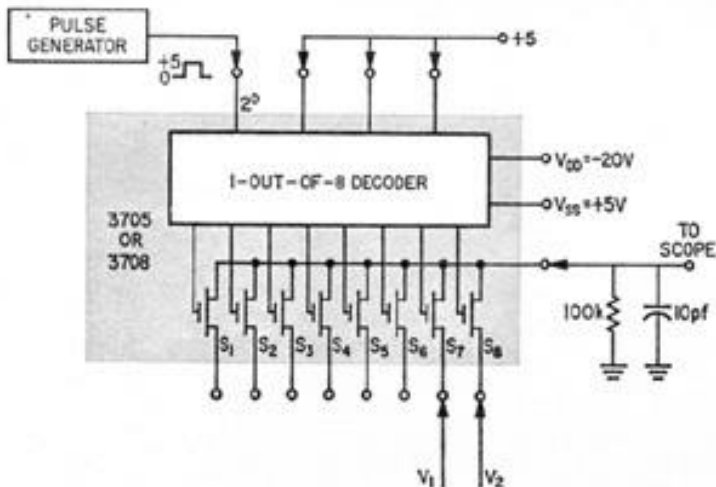 PULSE
GENERATOR
+5
0
2⁰
+5
1-OUT-OF-8 DECODER
V_DD=-20V
V_SS=+5V
3705
OR
3708
TO
SCOPE
100k
10pf
S₁
S₂
S₃
S₄
S₅
S₆
S₇
S₈
V₁
V₂